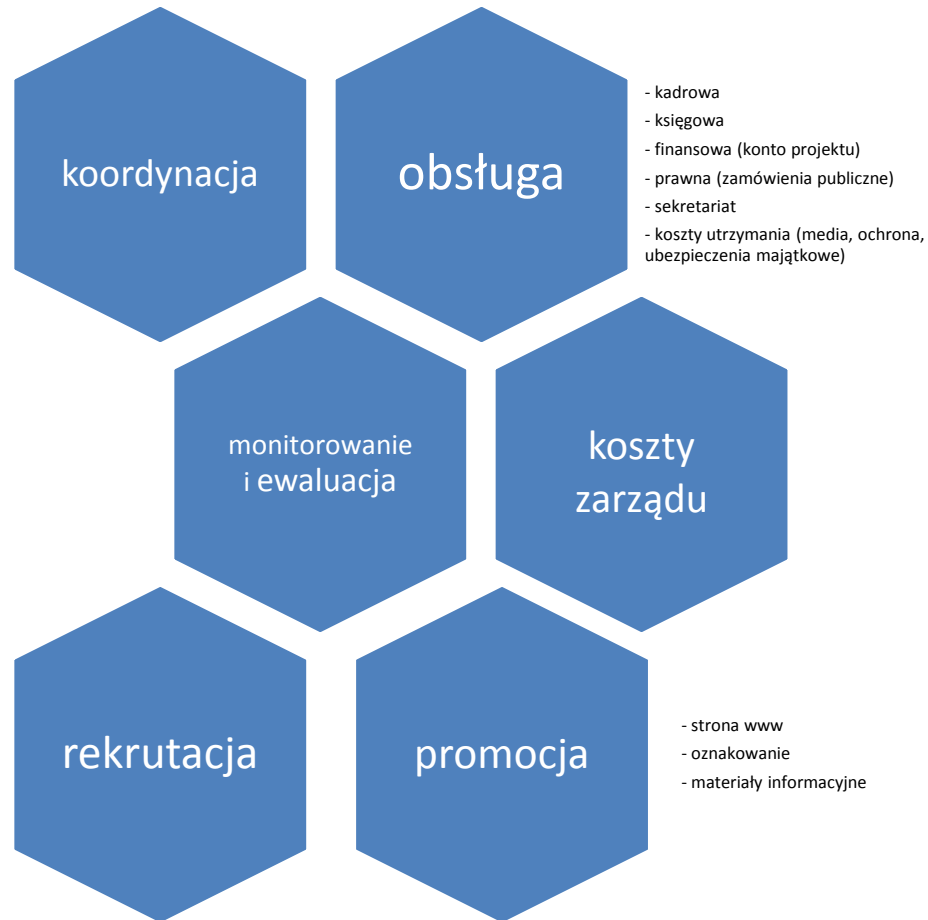 koordynacja
obsługa
- kadrowa
- księgowa
- finansowa (konto projektu)
- prawna (zamówienia publiczne)
- sekretariat
- koszty utrzymania (media, ochrona,
ubezpieczenia majątkowe)
monitorowanie
i ewaluacja
koszty
zarządu
rekrutacja
promocja
- strona www
- oznakowanie
- materiały informacyjne